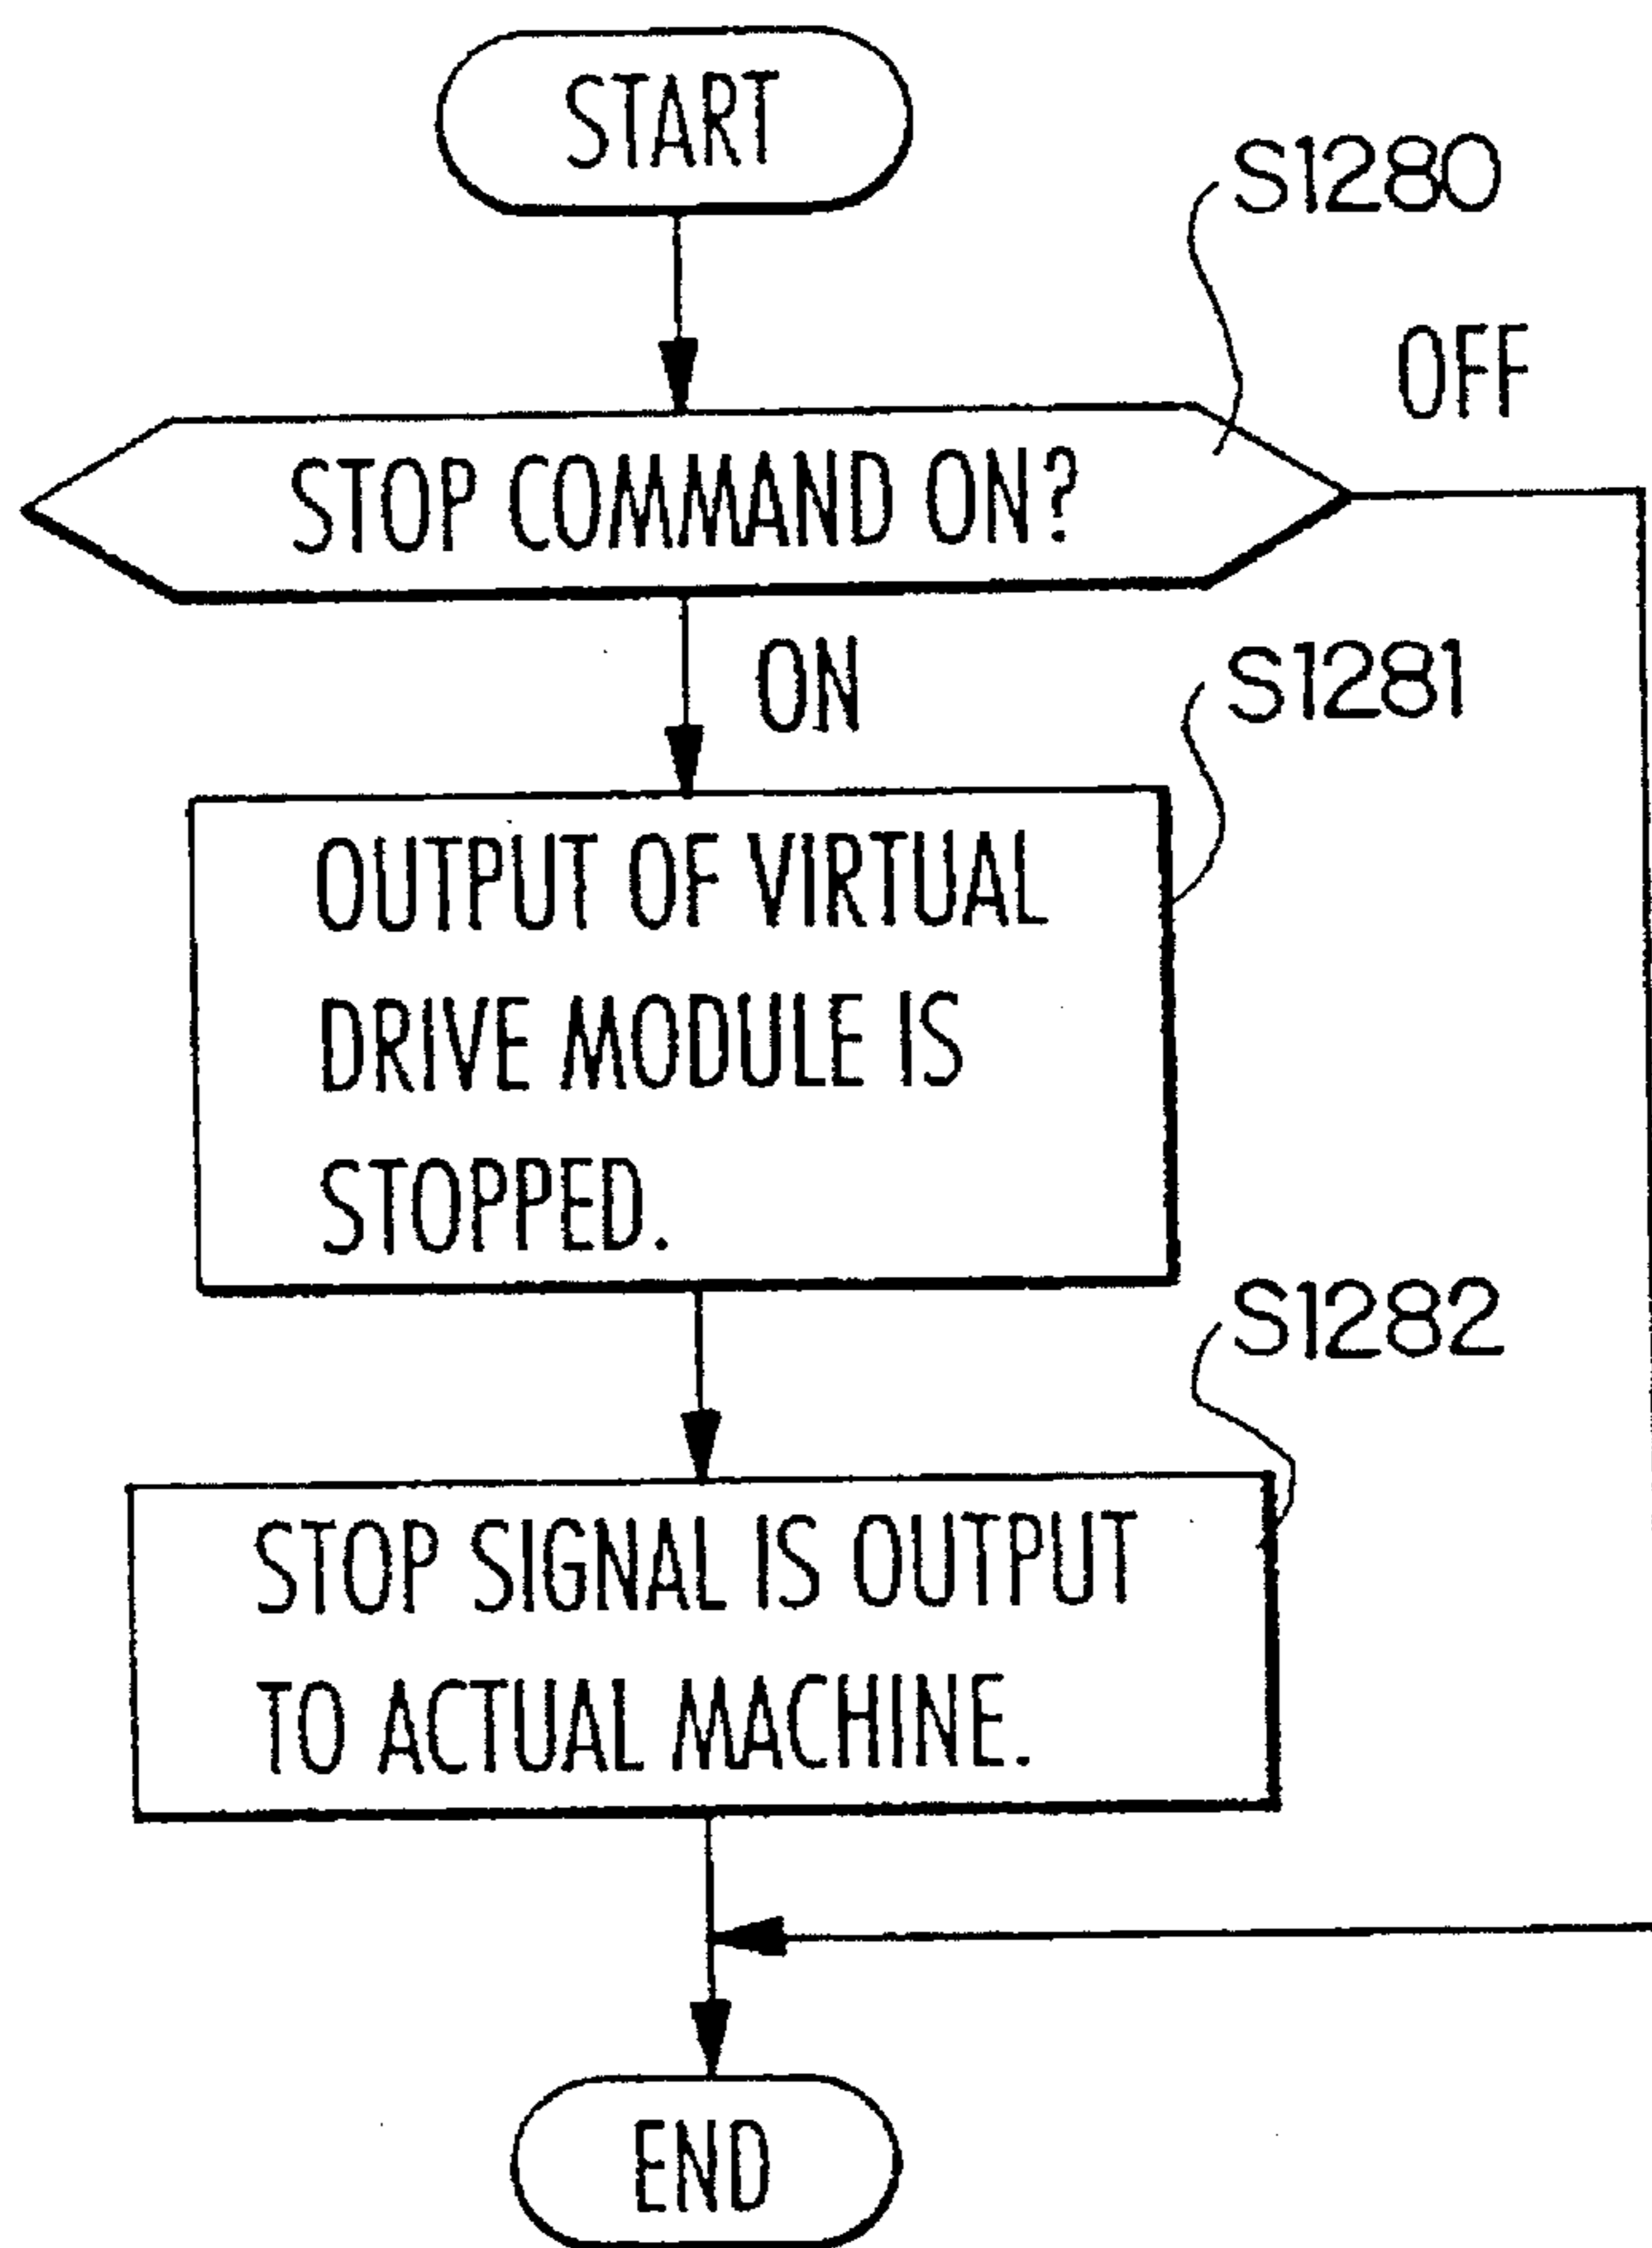 START
S1280
OFF
STOP COMMAND ON?
ON
S1281
OUTPUT OF VIRTUAL
DRIVE MODULE IS
STOPPED.
S1282
STOP SIGNAL IS OUTPUT
TO ACTUAL MACHINE.
END